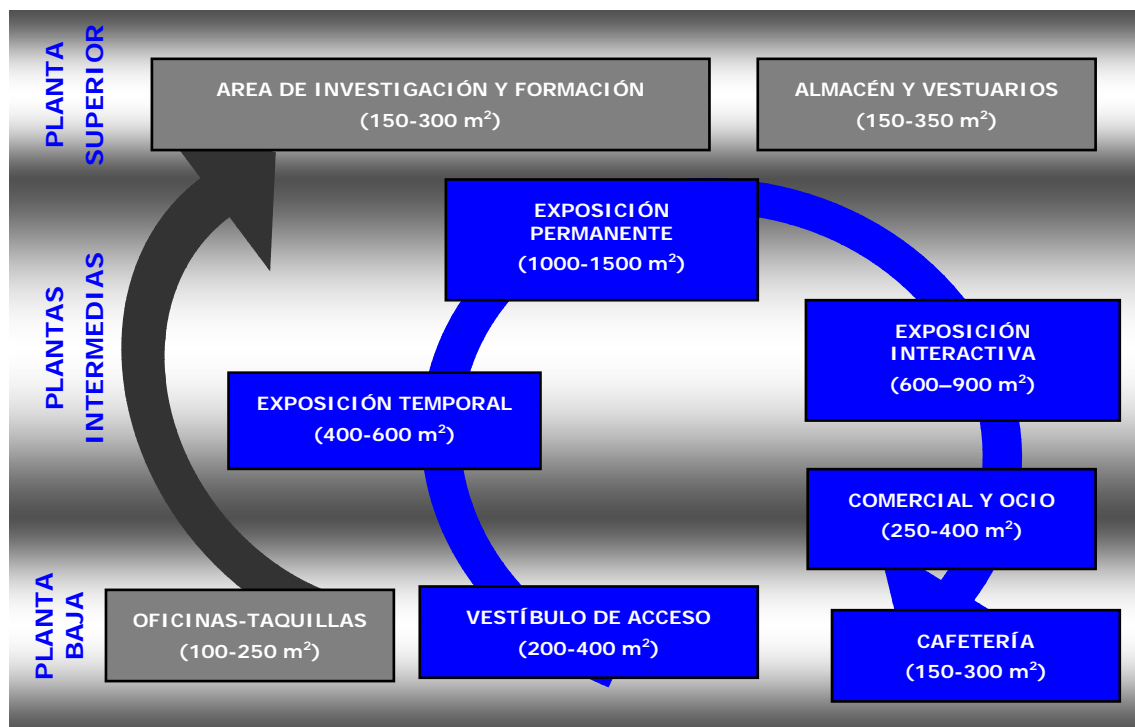 PLANTA
SUPERIOR
AREA DE INVESTIGACIÓN Y FORMACIÓN
(150-300 m²)
ALMACÉN Y VESTUARIOS
(150-350 m²)
PLANTAS
INTERMEDIAS
EXPOSICIÓN
PERMANENTE
(1000-1500 m²)
EXPOSICIÓN
INTERACTIVA
(600–900 m²)
EXPOSICIÓN TEMPORAL
(400-600 m²)
COMERCIAL Y OCIO
(250-400 m²)
PLANTA
BAJA
OFICINAS-TAQUILLAS
(100-250 m²)
VESTÍBULO DE ACCESO
(200-400 m²)
CAFETERÍA
(150-300 m²)